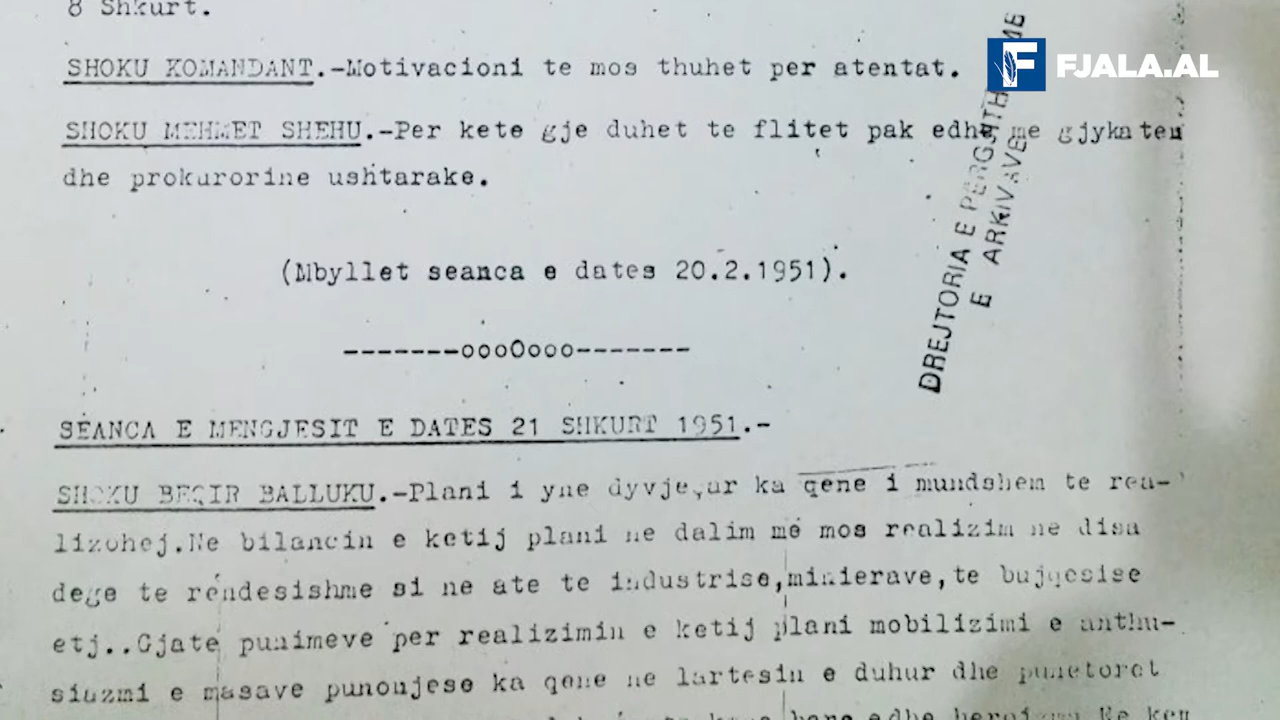 8 Shkurt.
SHOKU KOMANDANT.-Motivacioni te mos thuhet per atentat.
FJALA.AL
SHOKU MEHMET SHEHU.-Per kete gje duhet te flitet pak edhe me gjykaten
dhe prokurorine ushtarake.
DREJTORIA E PERGJITHSHME
E ARKIVAVE
(Mbyllet seanca e dates 20.2.1951).
-------oooOooo-------
SEANCA E MENGJESIT E DATES 21 SHKURT 1951.-
SHOKU BEQIR BALLUKU.-Plani i yne dyvjeçar ka qene i mundshem te rea-
lizohej.Ne bilancin e ketij plani ne dalim me mos realizim ne disa
dege te rendesishme si ne ate te industrise,minierave,te bujqesise
etj..Gjate punimeve per realizimin e ketij plani mobilizimi e anthu-
siazmi e masave punonjese ka qene ne lartesin e duhur dhe punetoret
bere edhe